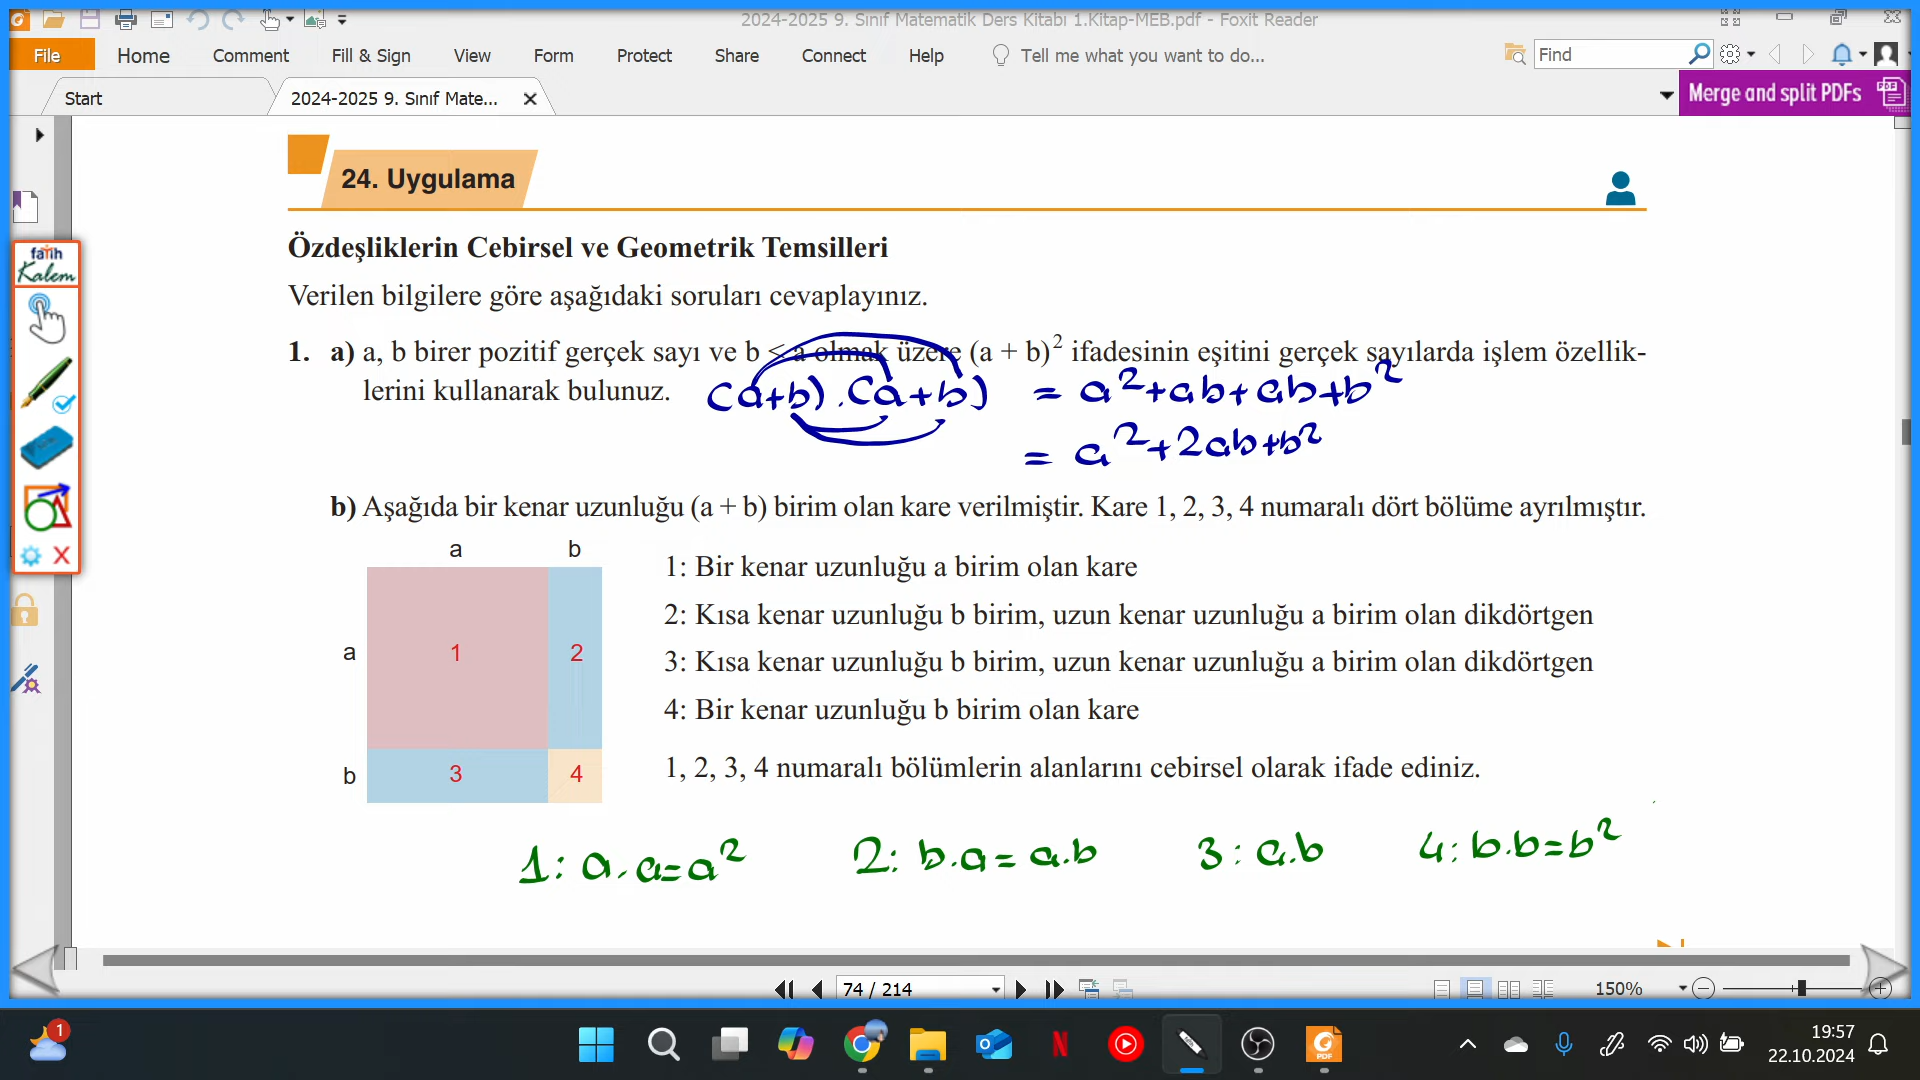 2024-2025 9. Sınıf Matematik Ders Kitabı 1.Kitap-MEB.pdf - Foxit Reader
File Home Comment Fill & Sign View Form Protect Share Connect Help Tell me what you want to do... Find
Start 2024-2025 9. Sınıf Mate... Merge and split PDFs
24. Uygulama
fatih
Kalem
Özdeşliklerin Cebirsel ve Geometrik Temsilleri
Verilen bilgilere göre aşağıdaki soruları cevaplayınız.
1. a) a, b birer pozitif gerçek sayı ve b < a olmak üzere (a + b)² ifadesinin eşitini gerçek sayılarda işlem özellik-
lerini kullanarak bulunuz. (a+b).(a+b) = a²+ab+ab+b²
= a²+2ab+b²
b) Aşağıda bir kenar uzunluğu (a + b) birim olan kare verilmiştir. Kare 1, 2, 3, 4 numaralı dört bölüme ayrılmıştır.
a b
a 1 2
b 3 4
1: Bir kenar uzunluğu a birim olan kare
2: Kısa kenar uzunluğu b birim, uzun kenar uzunluğu a birim olan dikdörtgen
3: Kısa kenar uzunluğu b birim, uzun kenar uzunluğu a birim olan dikdörtgen
4: Bir kenar uzunluğu b birim olan kare
1, 2, 3, 4 numaralı bölümlerin alanlarını cebirsel olarak ifade ediniz.
1: a.a=a² 2: b.a=a.b 3: a.b 4: b.b=b²
74 / 214 150%
1 19:57
22.10.2024